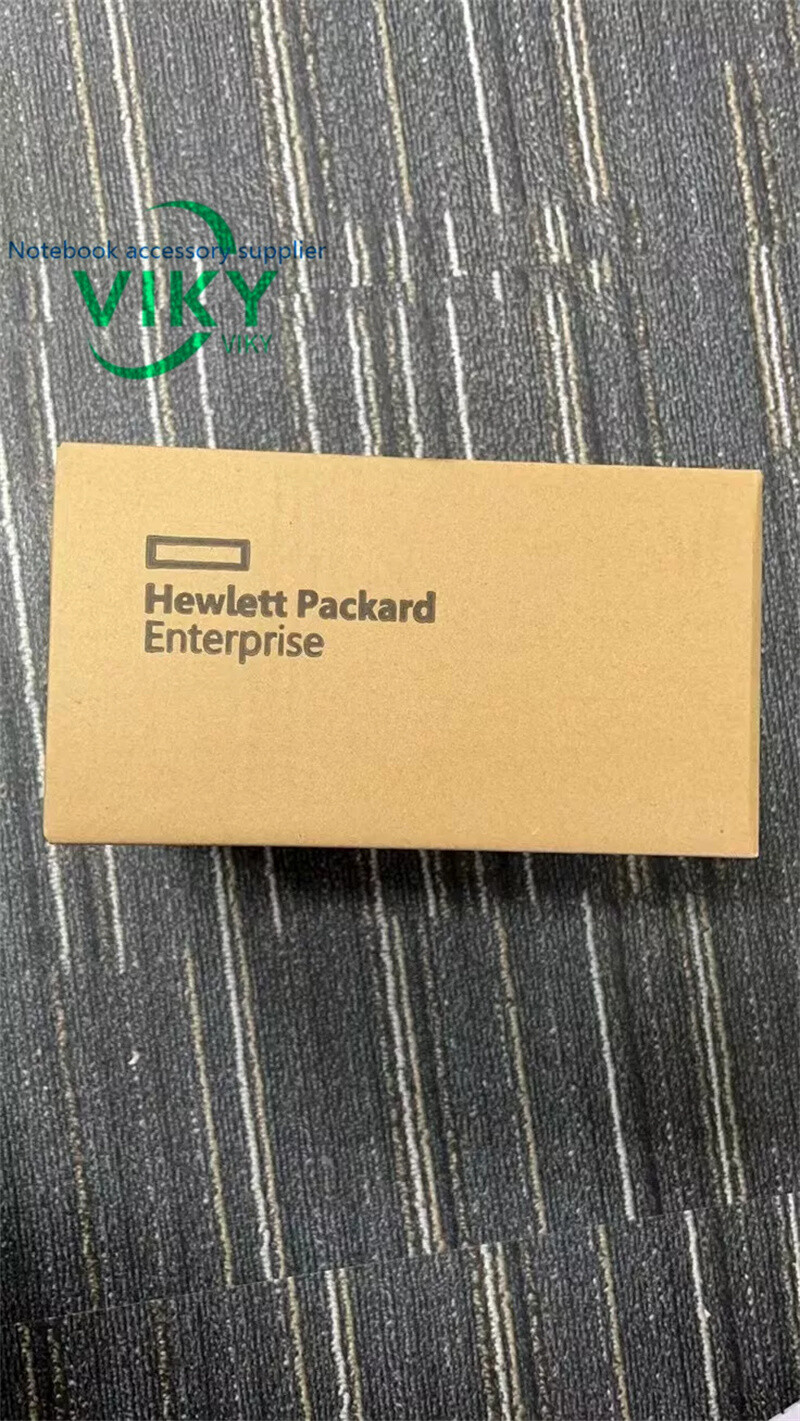 Notebook accessory supplier
VIKY
VIKY
Hewlett Packard
Enterprise